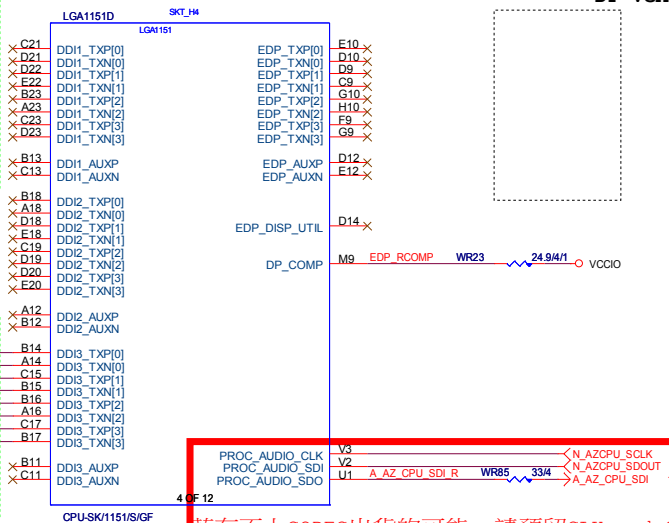 LGA1151D
SKT_H4
LGA1151
C21 DDI1_TXP[0] EDP_TXP[0] E10
D21 DDI1_TXN[0] EDP_TXN[0] D10
D22 DDI1_TXP[1] EDP_TXP[1] D9
E22 DDI1_TXN[1] EDP_TXN[1] C9
B23 DDI1_TXP[2] EDP_TXP[2] G10
A23 DDI1_TXN[2] EDP_TXN[2] H10
C23 DDI1_TXP[3] EDP_TXP[3] F9
D23 DDI1_TXN[3] EDP_TXN[3] G9
B13 DDI1_AUXP EDP_AUXP D12
C13 DDI1_AUXN EDP_AUXN E12
B18 DDI2_TXP[0]
A18 DDI2_TXN[0]
D18 DDI2_TXP[1] EDP_DISP_UTIL D14
E18 DDI2_TXN[1]
C19 DDI2_TXP[2]
D19 DDI2_TXN[2] DP_COMP M9 EDP_RCOMP WR23 24.9/4/1 VCCIO
D20 DDI2_TXP[3]
E20 DDI2_TXN[3]
A12 DDI2_AUXP
B12 DDI2_AUXN
B14 DDI3_TXP[0]
A14 DDI3_TXN[0]
C15 DDI3_TXP[1]
B15 DDI3_TXN[1]
B16 DDI3_TXP[2]
A16 DDI3_TXN[2]
C17 DDI3_TXP[3]
B17 DDI3_TXN[3]
PROC_AUDIO_CLK V3 N_AZCPU_SCLK
B11 DDI3_AUXP PROC_AUDIO_SDI V2 N_AZCPU_SDOUT
C11 DDI3_AUXN PROC_AUDIO_SDO U1 A_AZ_CPU_SDI_R WR85 33/4 A_AZ_CPU_SDI
4 OF 12
CPU-SK/1151/S/GF